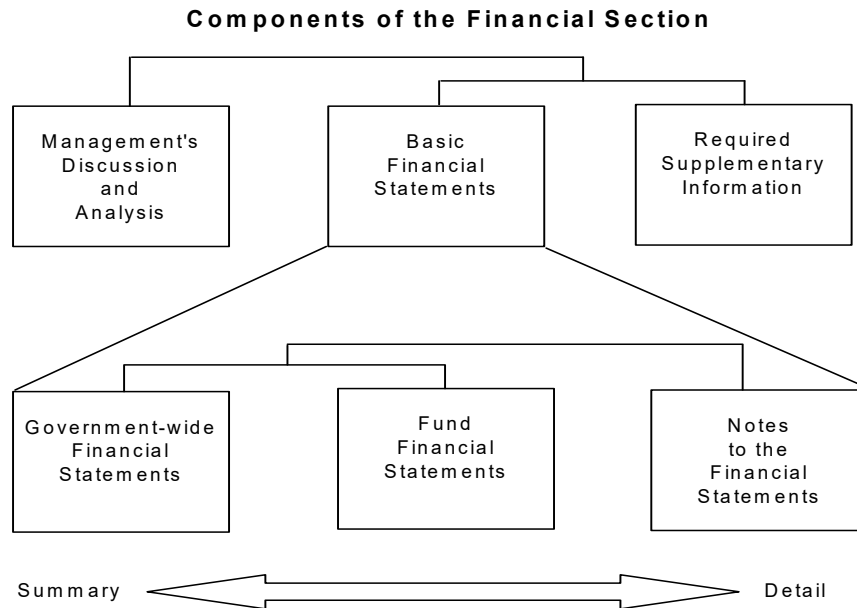 Components of the Financial Section
Management's
Discussion
and
Analysis
Basic
Financial
Statements
Required
Supplementary
Information
Government-wide
Financial
Statements
Fund
Financial
Statements
Notes
to the
Financial
Statements
Summary
Detail